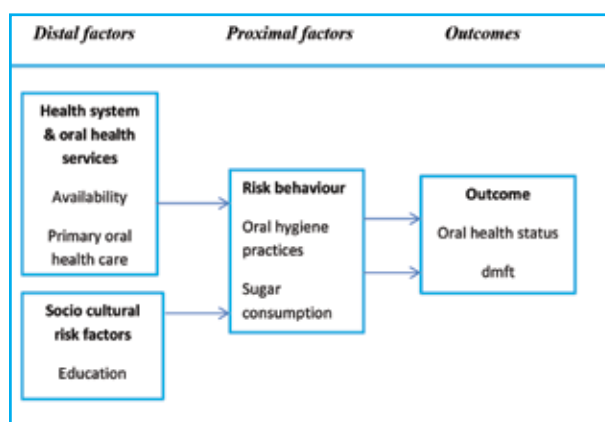 Distal factors
Proximal factors
Outcomes
Health system
& oral health
services
Availability
Primary oral
health care
Socio cultural
risk factors
Education
Risk behaviour
Oral hygiene
practices
Sugar
consumption
Outcome
Oral health status
dmft